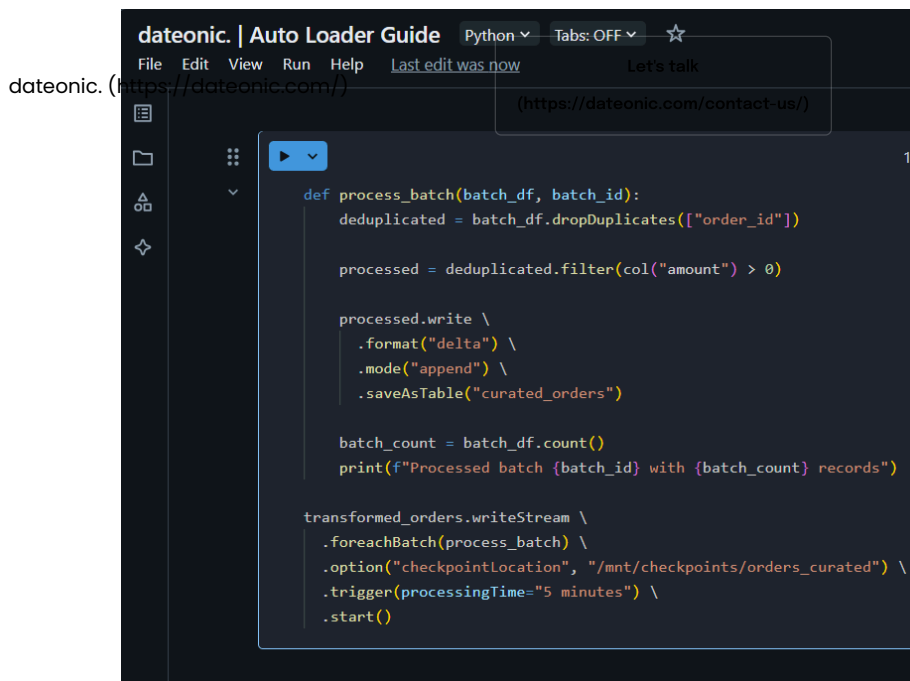 dateonic. | Auto Loader Guide Python Tabs: OFF
File Edit View Run Help Last edit was now
Let's talk
dateonic. (https://dateonic.com/)
(https://dateonic.com/contact-us/)
1
def process_batch(batch_df, batch_id):
deduplicated = batch_df.dropDuplicates(["order_id"])
processed = deduplicated.filter(col("amount") > 0)
processed.write \
.format("delta") \
.mode("append") \
.saveAsTable("curated_orders")
batch_count = batch_df.count()
print(f"Processed batch {batch_id} with {batch_count} records")
transformed_orders.writeStream \
.foreachBatch(process_batch) \
.option("checkpointLocation", "/mnt/checkpoints/orders_curated") \
.trigger(processingTime="5 minutes") \
.start()